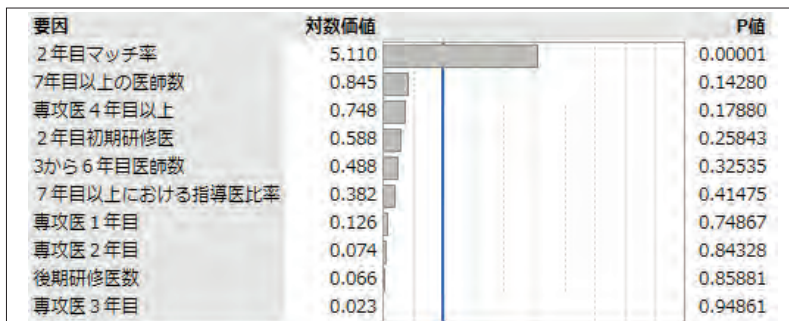 要因 対数価値 P値
2年目マッチ率 5.110 0.00001
7年目以上の医師数 0.845 0.14280
専攻医4年目以上 0.748 0.17880
2年目初期研修医 0.588 0.25843
3から6年目医師数 0.488 0.32535
7年目以上における指導医比率 0.382 0.41475
専攻医1年目 0.126 0.74867
専攻医2年目 0.074 0.84328
後期研修医数 0.066 0.85881
専攻医3年目 0.023 0.94861